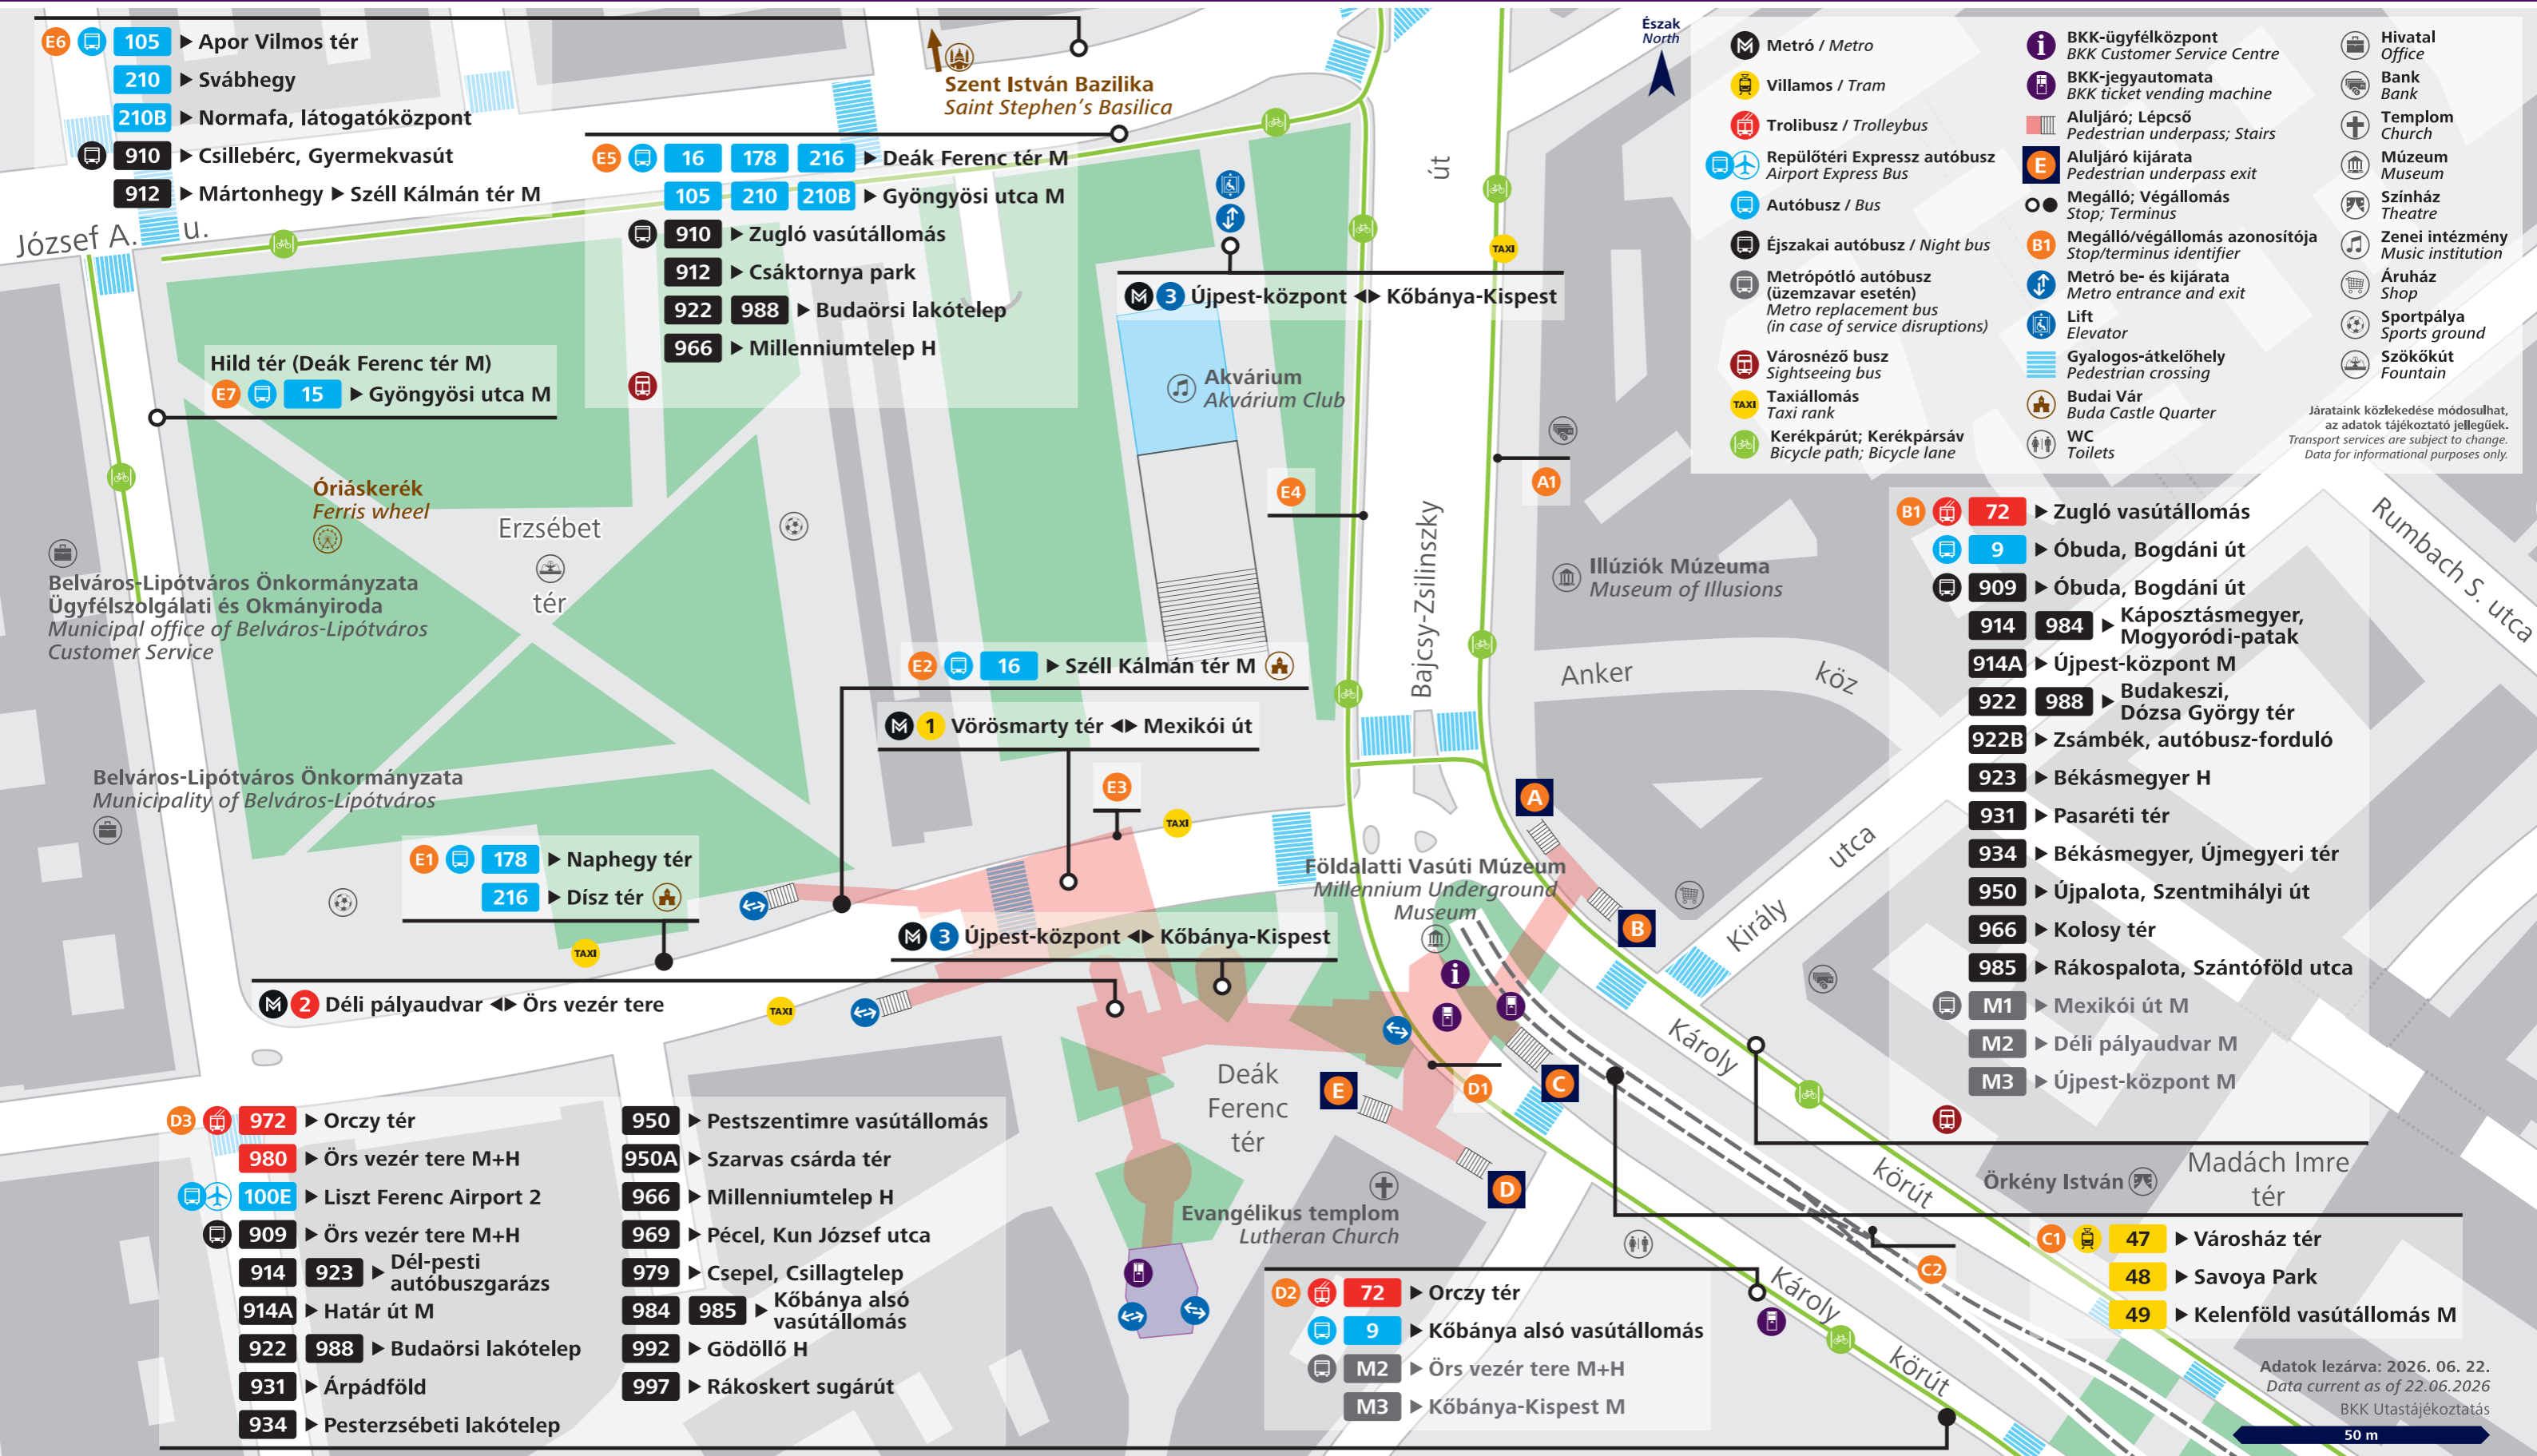 E6 105 Apor Vilmos tér
210 Svábhegy
210B Normafa, látogatóközpont
910 Csillebérc, Gyermekvasút
912 Mártonhegy Széll Kálmán tér M
József A. u.
Szent István Bazilika
Saint Stephen's Basilica
E5 16 178 216 Deák Ferenc tér M
105 210 210B Gyöngyösi utca M
910 Zugló vasútállomás
912 Csáktornya park
922 988 Budaörsi lakótelep
966 Millenniumtelep H
Hild tér (Deák Ferenc tér M)
E7 15 Gyöngyösi utca M
M 3 Újpest-központ Kőbánya-Kispest
Akvárium
Akvárium Club
út
Bajcsy-Zsilinszky
TAXI
Észak
North
M Metró / Metro
Villamos / Tram
Trolibusz / Trolleybus
Repülőtéri Expressz autóbusz
Airport Express Bus
Autóbusz / Bus
Éjszakai autóbusz / Night bus
Metrópótló autóbusz
(üzemzavar esetén)
Metro replacement bus
(in case of service disruptions)
Városnéző busz
Sightseeing bus
TAXI Taxiállomás
Taxi rank
Kerékpárút; Kerékpársáv
Bicycle path; Bicycle lane
i BKK-ügyfélközpont
BKK Customer Service Centre
BKK-jegyautomata
BKK ticket vending machine
Aluljáró; Lépcső
Pedestrian underpass; Stairs
E Aluljáró kijárata
Pedestrian underpass exit
Megálló; Végállomás
Stop; Terminus
B1 Megálló/végállomás azonosítója
Stop/terminus identifier
Metró be- és kijárata
Metro entrance and exit
Lift
Elevator
Gyalogos-átkelőhely
Pedestrian crossing
Budai Vár
Buda Castle Quarter
WC
Toilets
Hivatal
Office
Bank
Bank
Templom
Church
Múzeum
Museum
Színház
Theatre
Zenei intézmény
Music institution
Áruház
Shop
Sportpálya
Sports ground
Szökőkút
Fountain
Járataink közlekedése módosulhat,
az adatok tájékoztató jellegűek.
Transport services are subject to change.
Data for informational purposes only.
E4
A1
Óriáskerék
Ferris wheel
Erzsébet
tér
Belváros-Lipótváros Önkormányzata
Ügyfélszolgálati és Okmányiroda
Municipal office of Belváros-Lipótváros
Customer Service
Illúziók Múzeuma
Museum of Illusions
Anker köz
Rumbach S. utca
E2 16 Széll Kálmán tér M
M 1 Vörösmarty tér Mexikói út
E3
TAXI
Belváros-Lipótváros Önkormányzata
Municipality of Belváros-Lipótváros
E1 178 Naphegy tér
216 Dísz tér
TAXI
M 3 Újpest-központ Kőbánya-Kispest
M 2 Déli pályaudvar Örs vezér tere
TAXI
Földalatti Vasúti Múzeum
Millennium Underground
Museum
i
A
B
C
D
E
D1
Király utca
Károly körút
B1 72 Zugló vasútállomás
9 Óbuda, Bogdáni út
909 Óbuda, Bogdáni út
914 984 Káposztásmegyer,
Mogyoródi-patak
914A Újpest-központ M
922 988 Budakeszi,
Dózsa György tér
922B Zsámbék, autóbusz-forduló
923 Békásmegyer H
931 Pasaréti tér
934 Békásmegyer, Újmegyeri tér
950 Újpalota, Szentmihályi út
966 Kolosy tér
985 Rákospalota, Szántóföld utca
M1 Mexikói út M
M2 Déli pályaudvar M
M3 Újpest-központ M
Deák
Ferenc
tér
Evangélikus templom
Lutheran Church
Örkény István
Madách Imre
tér
C1 47 Városház tér
48 Savoya Park
49 Kelenföld vasútállomás M
C2
D3 972 Orczy tér
980 Örs vezér tere M+H
100E Liszt Ferenc Airport 2
909 Örs vezér tere M+H
914 923 Dél-pesti
autóbuszgarázs
914A Határ út M
922 988 Budaörsi lakótelep
931 Árpádföld
934 Pesterzsébeti lakótelep
950 Pestszentimre vasútállomás
950A Szarvas csárda tér
966 Millenniumtelep H
969 Pécel, Kun József utca
979 Csepel, Csillagtelep
984 985 Kőbánya alsó
vasútállomás
992 Gödöllő H
997 Rákoskert sugárút
D2 72 Orczy tér
9 Kőbánya alsó vasútállomás
M2 Örs vezér tere M+H
M3 Kőbánya-Kispest M
Károly körút
Adatok lezárva: 2026. 06. 22.
Data current as of 22.06.2026
BKK Utastájékoztatás
50 m